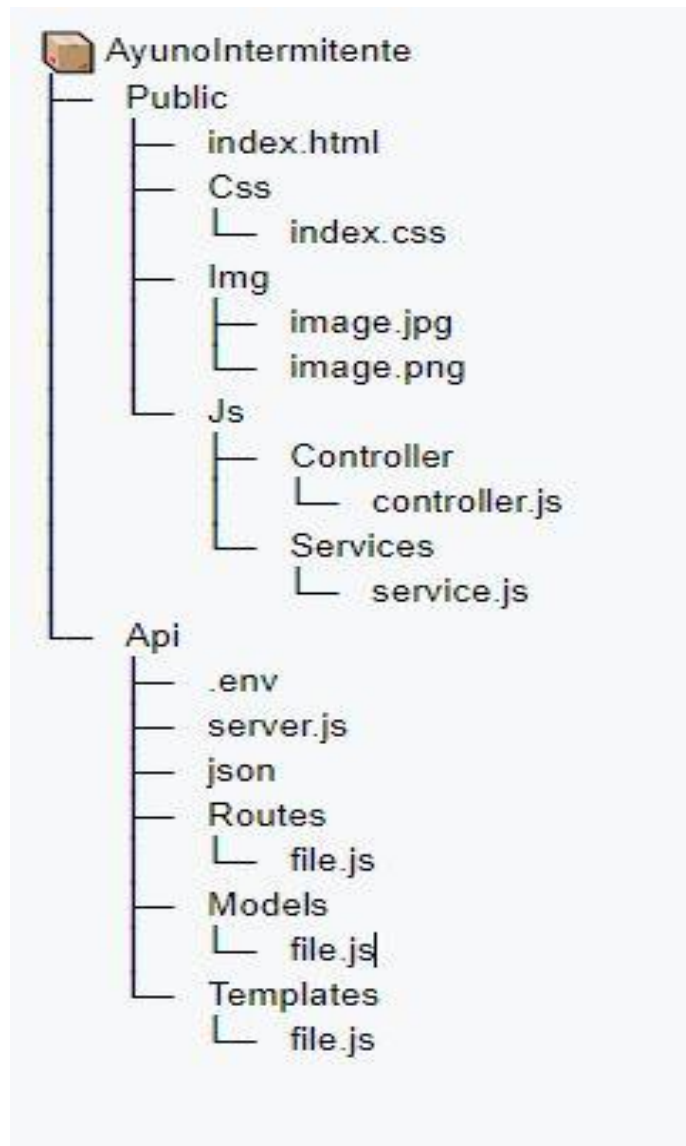 AyunoIntermitente
Public
index.html
Css
index.css
Img
image.jpg
image.png
Js
Controller
controller.js
Services
service.js
Api
.env
server.js
json
Routes
file.js
Models
file.js
Templates
file.js